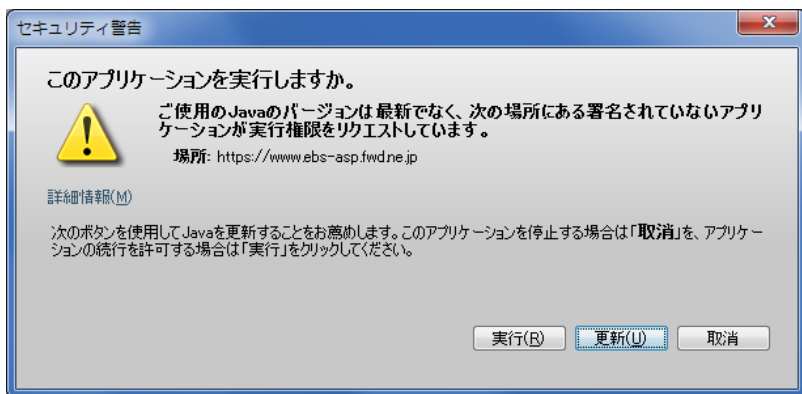 セキュリティ警告
このアプリケーションを実行しますか。
ご使用のJavaのバージョンは最新でなく、次の場所にある署名されていないアプリ
ケーションが実行権限をリクエストしています。
場所: https://www.ebs-asp.fwd.ne.jp
詳細情報(M)
次のボタンを使用してJavaを更新することをお薦めします。このアプリケーションを停止する場合は「取消」を、アプリケー
ションの続行を許可する場合は「実行」をクリックしてください。
実行(R) 更新(U) 取消